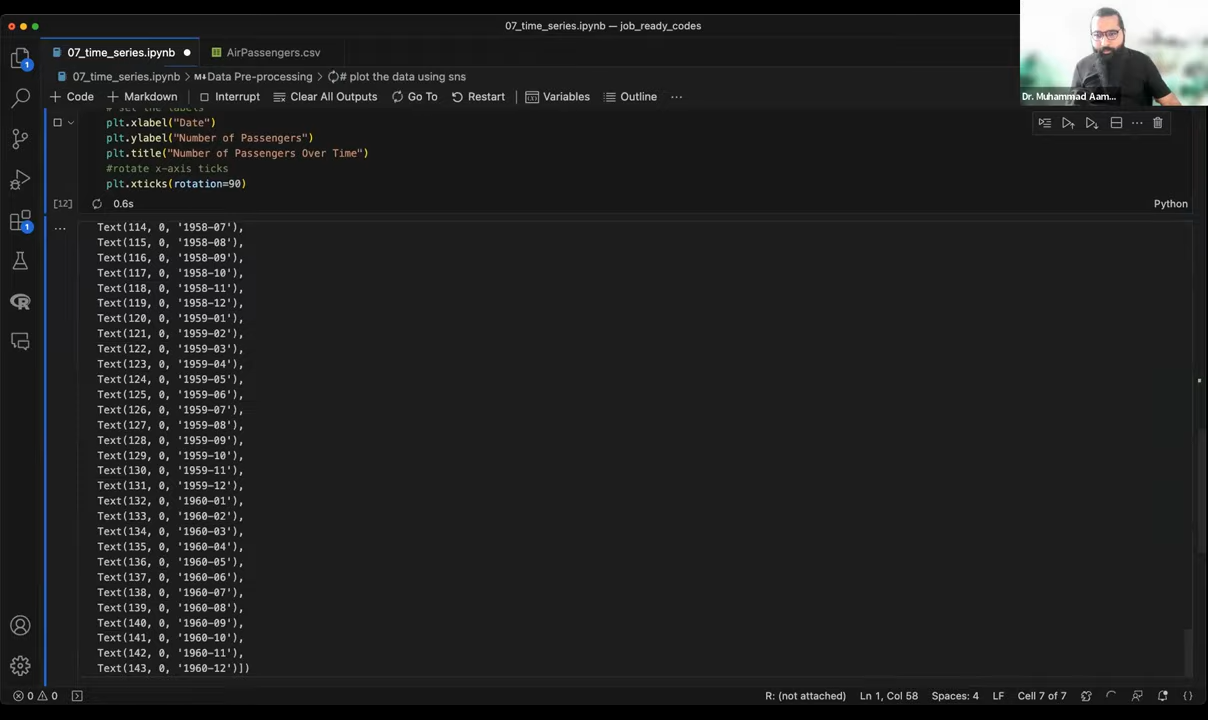 07_time_series.ipynb — job_ready_codes
07_time_series.ipynb
AirPassengers.csv
07_time_series.ipynb > M↓Data Pre-processing > # plot the data using sns
+ Code + Markdown Interrupt Clear All Outputs Go To Restart Variables Outline ...
# set the labels
plt.xlabel("Date")
plt.ylabel("Number of Passengers")
plt.title("Number of Passengers Over Time")
#rotate x-axis ticks
plt.xticks(rotation=90)
[12] 0.6s Python
... Text(114, 0, '1958-07'),
Text(115, 0, '1958-08'),
Text(116, 0, '1958-09'),
Text(117, 0, '1958-10'),
Text(118, 0, '1958-11'),
Text(119, 0, '1958-12'),
Text(120, 0, '1959-01'),
Text(121, 0, '1959-02'),
Text(122, 0, '1959-03'),
Text(123, 0, '1959-04'),
Text(124, 0, '1959-05'),
Text(125, 0, '1959-06'),
Text(126, 0, '1959-07'),
Text(127, 0, '1959-08'),
Text(128, 0, '1959-09'),
Text(129, 0, '1959-10'),
Text(130, 0, '1959-11'),
Text(131, 0, '1959-12'),
Text(132, 0, '1960-01'),
Text(133, 0, '1960-02'),
Text(134, 0, '1960-03'),
Text(135, 0, '1960-04'),
Text(136, 0, '1960-05'),
Text(137, 0, '1960-06'),
Text(138, 0, '1960-07'),
Text(139, 0, '1960-08'),
Text(140, 0, '1960-09'),
Text(141, 0, '1960-10'),
Text(142, 0, '1960-11'),
Text(143, 0, '1960-12')])
Dr. Muhammad Aam...
1
1
0 0
R: (not attached) Ln 1, Col 58 Spaces: 4 LF Cell 7 of 7